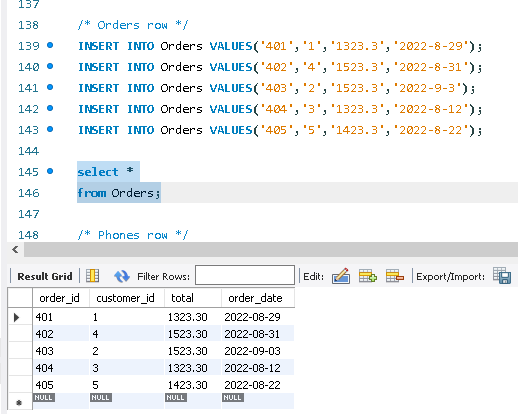 137
138 /* Orders row */
139 INSERT INTO Orders VALUES('401','1','1323.3','2022-8-29');
140 INSERT INTO Orders VALUES('402','4','1523.3','2022-8-31');
141 INSERT INTO Orders VALUES('403','2','1523.3','2022-9-3');
142 INSERT INTO Orders VALUES('404','3','1323.3','2022-8-12');
143 INSERT INTO Orders VALUES('405','5','1423.3','2022-8-22');
144
145 select *
146 from Orders;
147
148 /* Phones row */
Result Grid Filter Rows: Edit: Export/Import:
order_id customer_id total order_date
401 1 1323.30 2022-08-29
402 4 1523.30 2022-08-31
403 2 1523.30 2022-09-03
404 3 1323.30 2022-08-12
405 5 1423.30 2022-08-22
NULL NULL NULL NULL